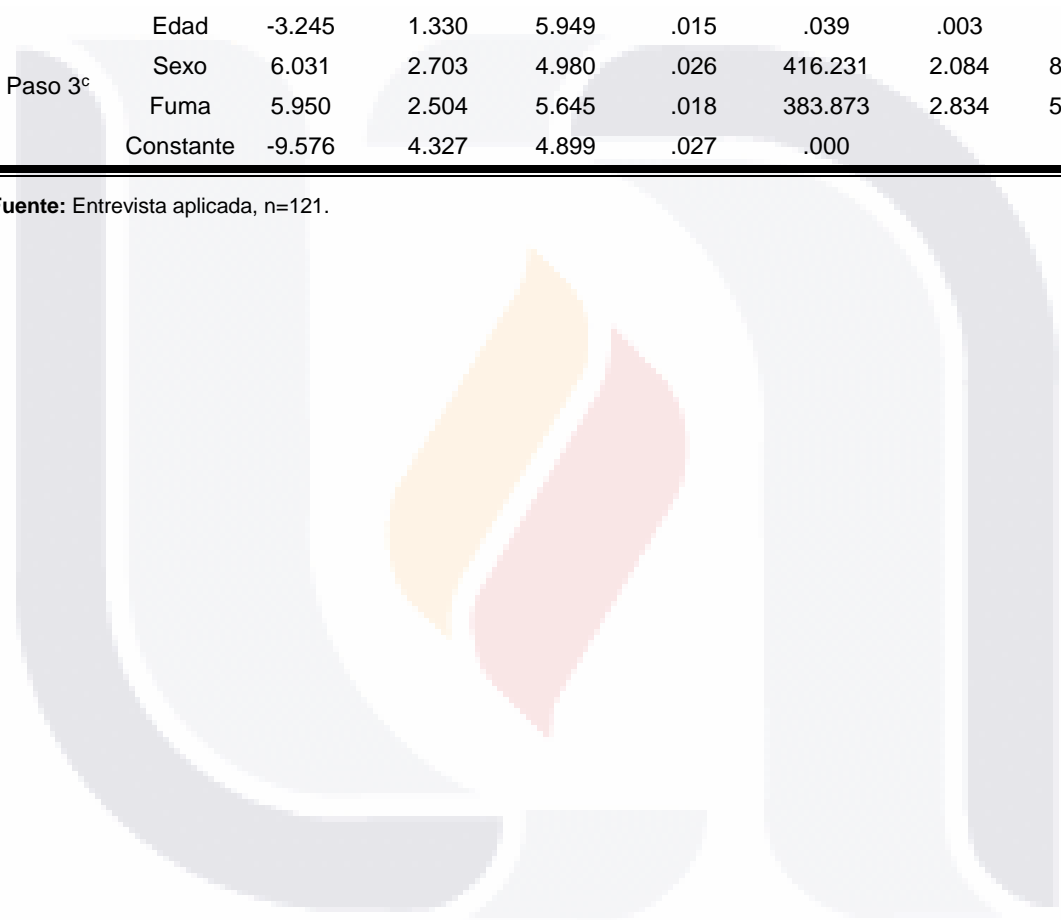 Edad -3.245 1.330 5.949 .015 .039 .003
Paso 3ᶜ Sexo 6.031 2.703 4.980 .026 416.231 2.084 8
Fuma 5.950 2.504 5.645 .018 383.873 2.834 5
Constante -9.576 4.327 4.899 .027 .000
uente: Entrevista aplicada, n=121.